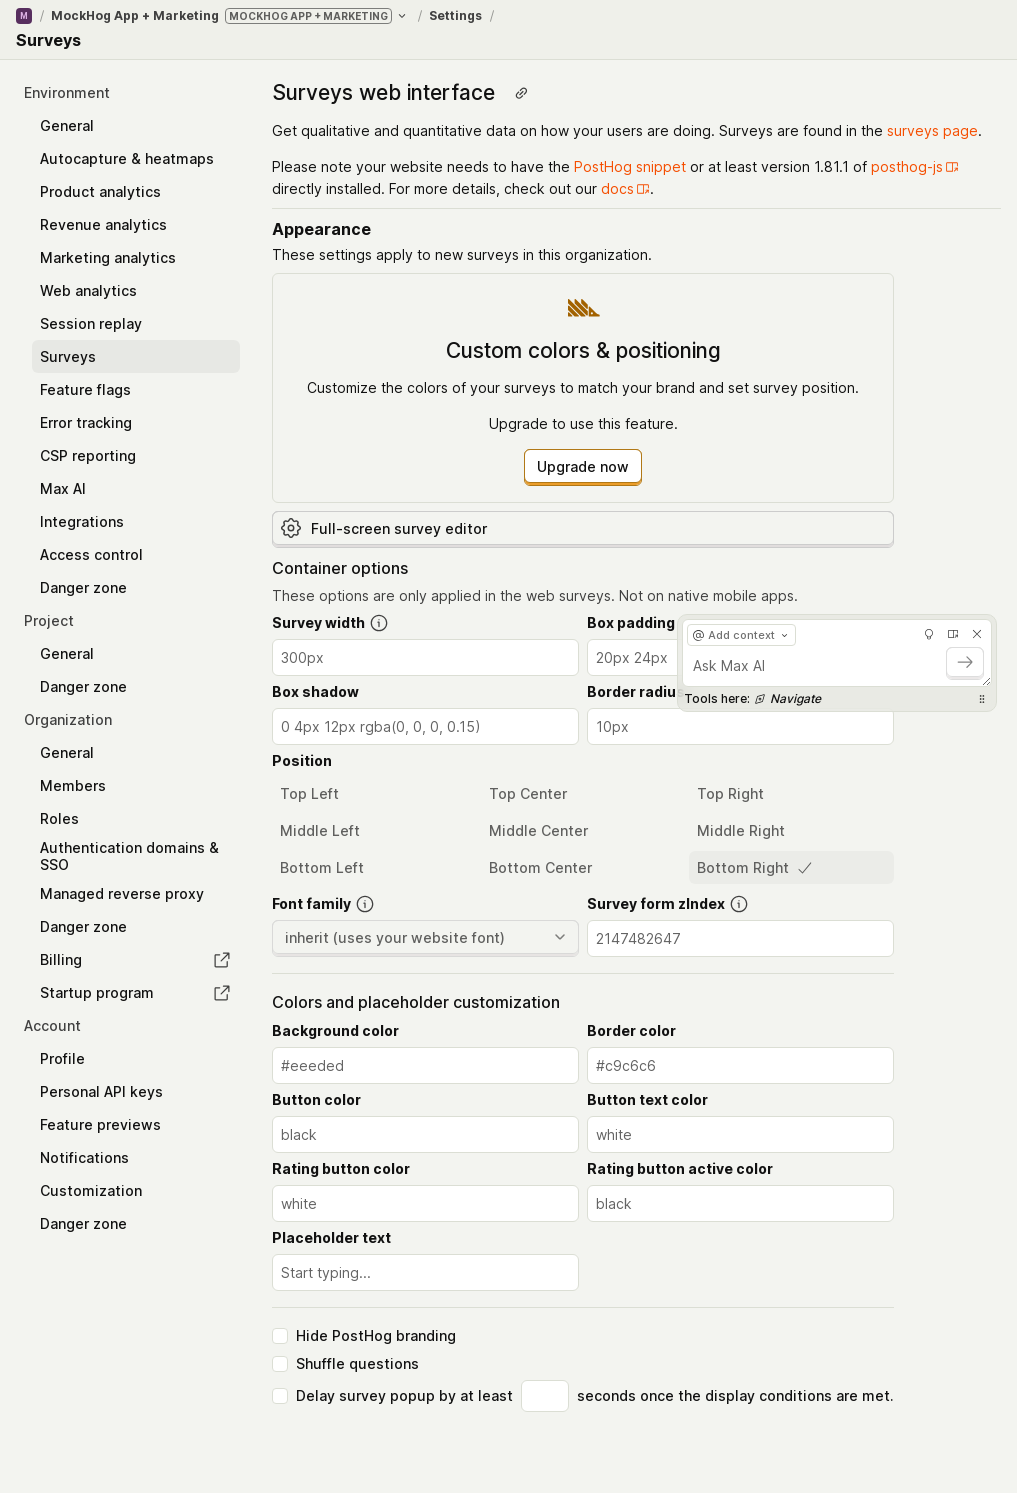 M / MockHog App + Marketing MOCKHOG APP + MARKETING / Settings /
Surveys
Environment
General
Autocapture & heatmaps
Product analytics
Revenue analytics
Marketing analytics
Web analytics
Session replay
Surveys
Feature flags
Error tracking
CSP reporting
Max AI
Integrations
Access control
Danger zone
Project
General
Danger zone
Organization
General
Members
Roles
Authentication domains &
SSO
Managed reverse proxy
Danger zone
Billing
Startup program
Account
Profile
Personal API keys
Feature previews
Notifications
Customization
Danger zone
Surveys web interface
Get qualitative and quantitative data on how your users are doing. Surveys are found in the surveys page.
Please note your website needs to have the PostHog snippet or at least version 1.81.1 of posthog-js
directly installed. For more details, check out our docs.
Appearance
These settings apply to new surveys in this organization.
Custom colors & positioning
Customize the colors of your surveys to match your brand and set survey position.
Upgrade to use this feature.
Upgrade now
Full-screen survey editor
Container options
These options are only applied in the web surveys. Not on native mobile apps.
Survey width
Box padding
300px
20px 24px
Box shadow
Border radius
0 4px 12px rgba(0, 0, 0, 0.15)
10px
@ Add context
Ask Max AI
Tools here: Navigate
Position
Top Left
Top Center
Top Right
Middle Left
Middle Center
Middle Right
Bottom Left
Bottom Center
Bottom Right
Font family
Survey form zIndex
inherit (uses your website font)
2147482647
Colors and placeholder customization
Background color
Border color
#eeeded
#c9c6c6
Button color
Button text color
black
white
Rating button color
Rating button active color
white
black
Placeholder text
Start typing...
Hide PostHog branding
Shuffle questions
Delay survey popup by at least seconds once the display conditions are met.